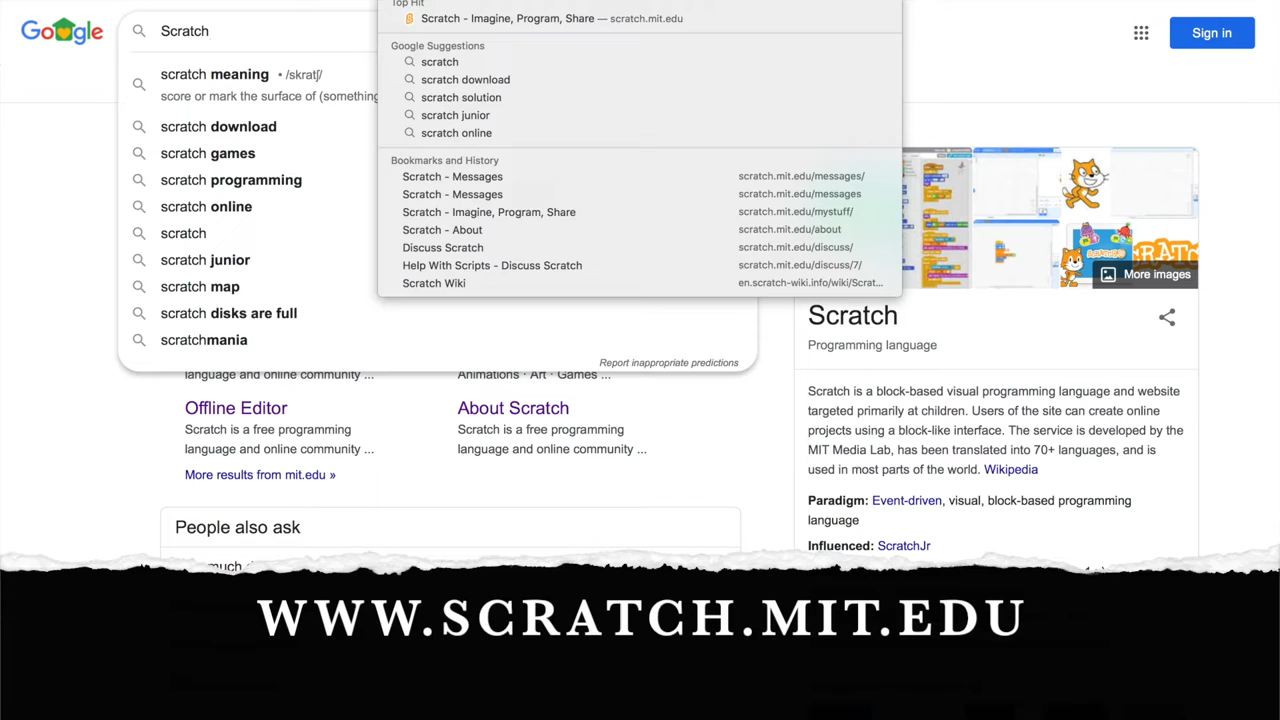 Google
Scratch
Sign in
scratch meaning • /skratʃ/
score or mark the surface of (something
scratch download
scratch games
scratch programming
scratch online
scratch
scratch junior
scratch map
scratch disks are full
scratchmania
Report inappropriate predictions
Top Hit
Scratch - Imagine, Program, Share — scratch.mit.edu
Google Suggestions
scratch
scratch download
scratch solution
scratch junior
scratch online
Bookmarks and History
Scratch - Messages scratch.mit.edu/messages/
Scratch - Messages scratch.mit.edu/messages
Scratch - Imagine, Program, Share scratch.mit.edu/mystuff/
Scratch - About scratch.mit.edu/about
Discuss Scratch scratch.mit.edu/discuss/
Help With Scripts - Discuss Scratch scratch.mit.edu/discuss/7/
Scratch Wiki en.scratch-wiki.info/wiki/Scrat...
language and online community ...
Animations · Art · Games ...
Offline Editor
Scratch is a free programming
language and online community ...
About Scratch
Scratch is a free programming
language and online community ...
More results from mit.edu »
People also ask
More images
Scratch
Programming language
Scratch is a block-based visual programming language and website
targeted primarily at children. Users of the site can create online
projects using a block-like interface. The service is developed by the
MIT Media Lab, has been translated into 70+ languages, and is
used in most parts of the world. Wikipedia
Paradigm: Event-driven, visual, block-based programming
language
Influenced: ScratchJr
WWW.SCRATCH.MIT.EDU